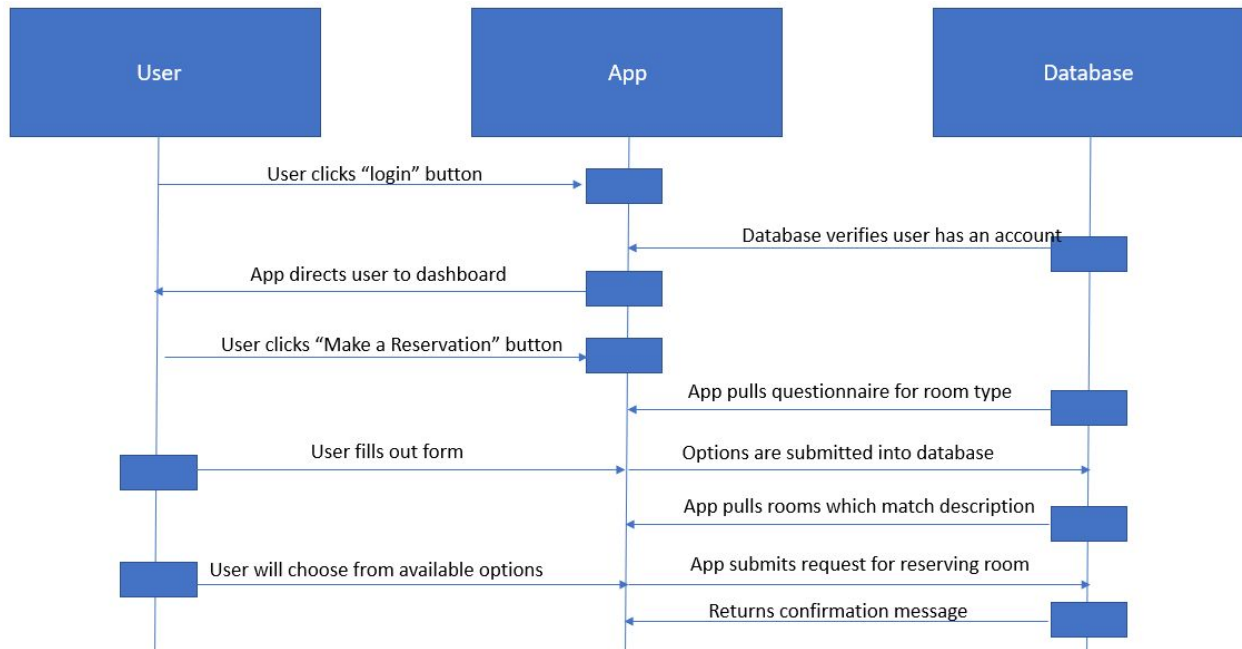 User
App
Database
User clicks “login” button
Database verifies user has an account
App directs user to dashboard
User clicks “Make a Reservation” button
App pulls questionnaire for room type
User fills out form
Options are submitted into database
App pulls rooms which match description
User will choose from available options
App submits request for reserving room
Returns confirmation message